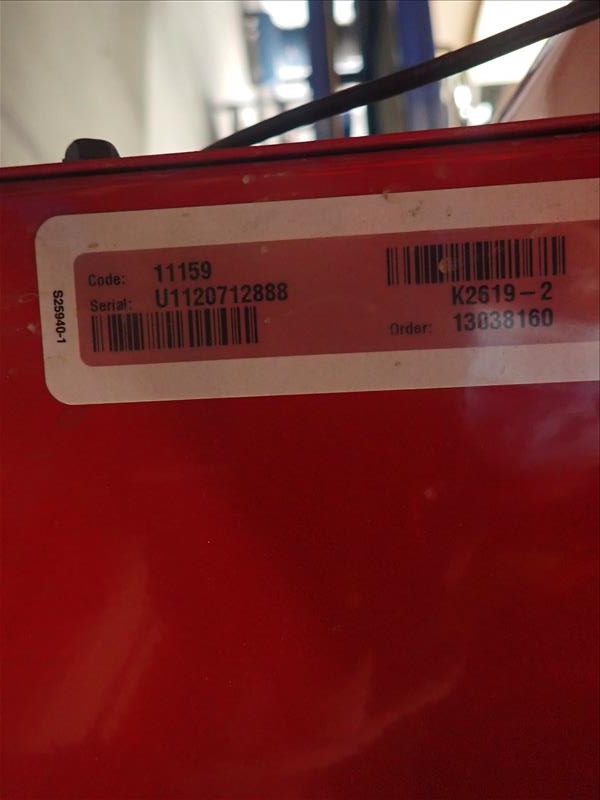 Code: 11159
Serial: U1120712888
K2619-2
Order: 13038160
S25940-1